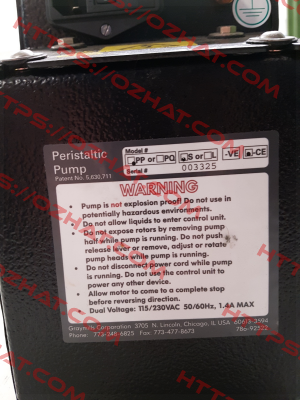 Peristaltic
Pump
Patent No. 5,630,711
Model #
PP or PQ S or L -VE -CE
Serial #
003325
WARNING
• Pump is not explosion proof! Do not use in
potentially hazardous environments.
• Do not allow liquids to enter control unit.
• Do not expose rotors by removing pump
half while pump is running. Do not push
release lever or remove, adjust or rotate
pump heads while pump is running.
• Do not disconnect power cord while pump
is running. Do not use the control unit to
power any other device.
• Allow motor to come to a complete stop
before reversing direction.
• Dual Voltage: 115/230VAC 50/60Hz, 1.4A MAX
Graymills Corporation 3705 N. Lincoln, Chicago, IL 60613-3594
Phone: 773-248-6825 Fax: 773-477-8673
HTTPS://OZHAT.COM